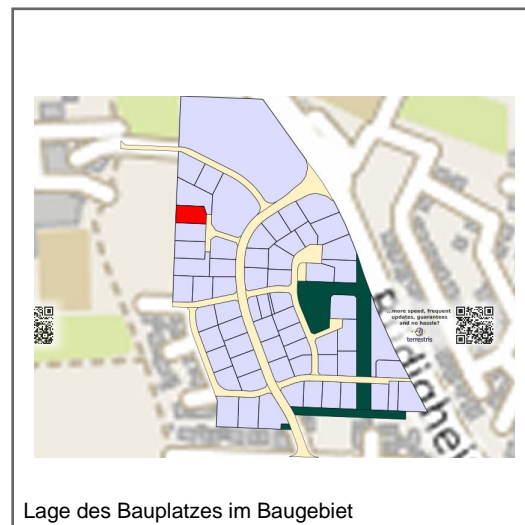 ...more speed, frequent
updates, guarantees
and no hassle?
terrestris
Lage des Bauplatzes im Baugebiet